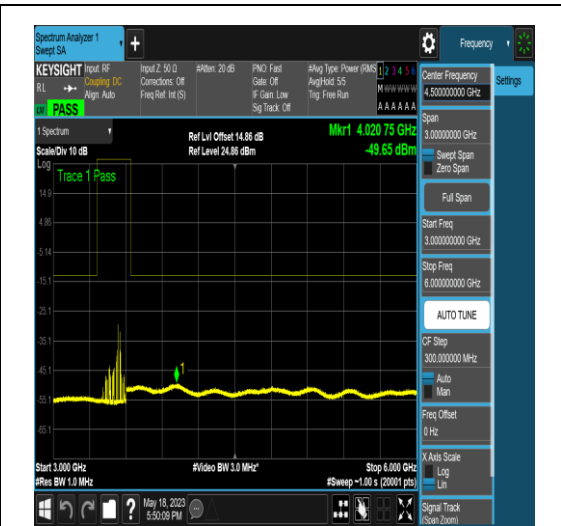 Spectrum Analyzer 1
Swept SA
+
Frequency
KEYSIGHT
RL
PASS
Input: RF
Coupling: DC
Align: Auto
Input Z: 50 Ω
Corrections: Off
Freq Ref: Int (S)
#Atten: 20 dB
PNO: Fast
Gate: Off
IF Gain: Low
Sig Track: Off
#Avg Type: Power (RMS
Avg|Hold: 5/5
Trig: Free Run
1 2 3 4 5 6
M W W W W W
A A A A A A
1 Spectrum
Scale/Div 10 dB
Ref Lvl Offset 14.86 dB
Ref Level 24.86 dBm
Mkr1 4.020 75 GHz
-49.65 dBm
Log
Trace 1 Pass
14.9
4.86
-5.14
-15.1
-25.1
-35.1
-45.1
-55.1
-65.1
1
Start 3.000 GHz
#Res BW 1.0 MHz
#Video BW 3.0 MHz*
Stop 6.000 GHz
#Sweep ~1.00 s (20001 pts)
May 18, 2023
5:50:09 PM
Center Frequency
4.500000000 GHz
Settings
Span
3.00000000 GHz
Swept Span
Zero Span
Full Span
Start Freq
3.000000000 GHz
Stop Freq
6.000000000 GHz
AUTO TUNE
CF Step
300.000000 MHz
Auto
Man
Freq Offset
0 Hz
X Axis Scale
Log
Lin
Signal Track
(Span Zoom)